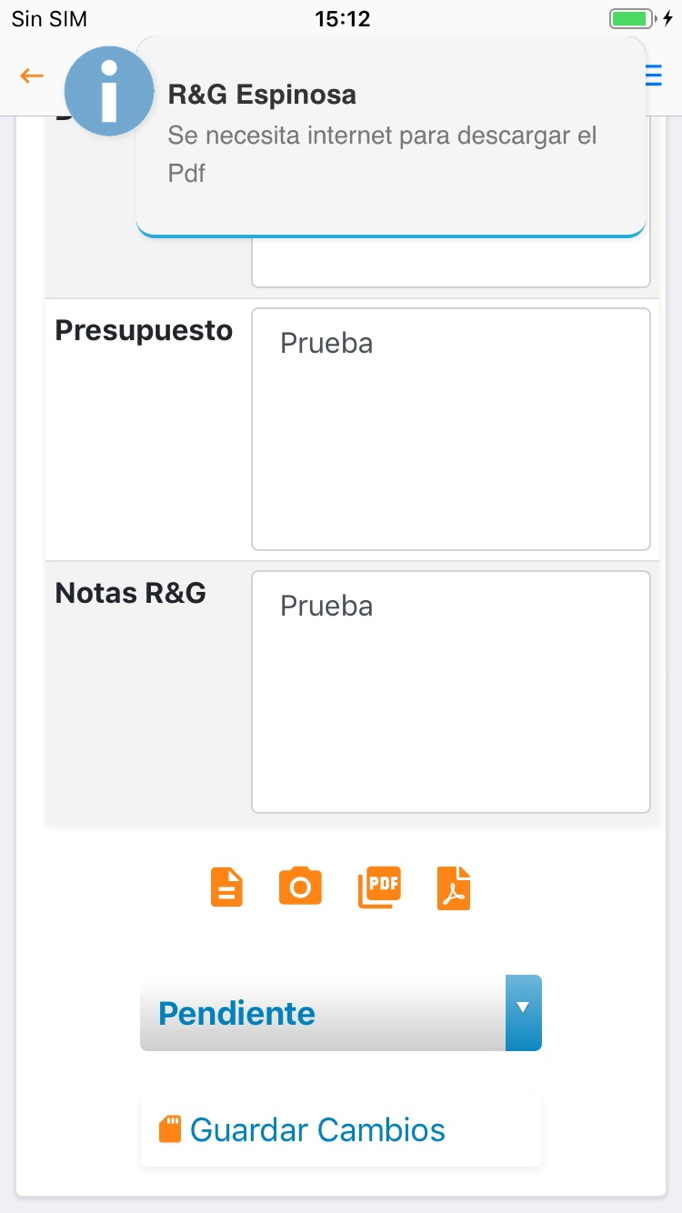 Sin SIM
15:12
R&G Espinosa
Se necesita internet para descargar el
Pdf
Presupuesto
Prueba
Notas R&G
Prueba
PDF
Pendiente
Guardar Cambios